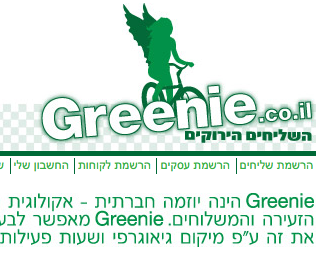 Greenie.co.il
השליחים הירוקים
הרשמת שליחים | הרשמת עסקים | הרשמת לקוחות | החשבון שלי |
Greenie הינה יוזמה חברתית - אקולוגית
הזעירה והמשלוחים. Greenie מאפשר
את זה ע״פ מיקום גיאוגרפי ושעות פעילות